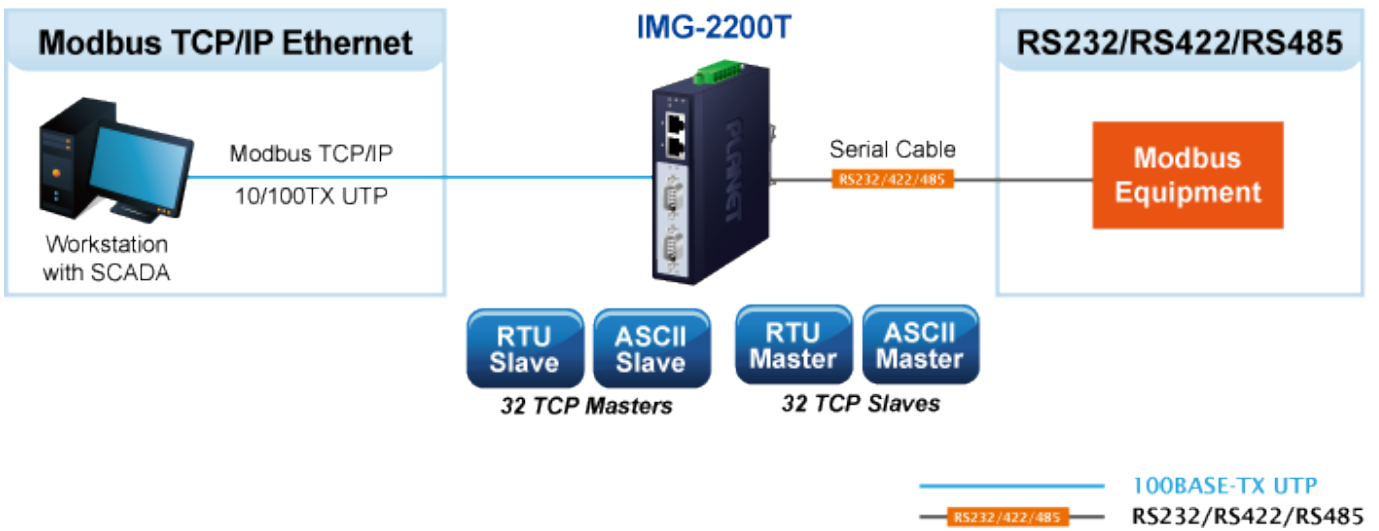 Modbus TCP/IP Ethernet
IMG-2200T
RS232/RS422/RS485
Modbus TCP/IP
10/100TX UTP
Workstation
with SCADA
PLANET
Serial Cable
RS232/422/485
Modbus
Equipment
RTU
Slave
ASCII
Slave
RTU
Master
ASCII
Master
32 TCP Masters
32 TCP Slaves
100BASE-TX UTP
RS232/422/485
RS232/RS422/RS485